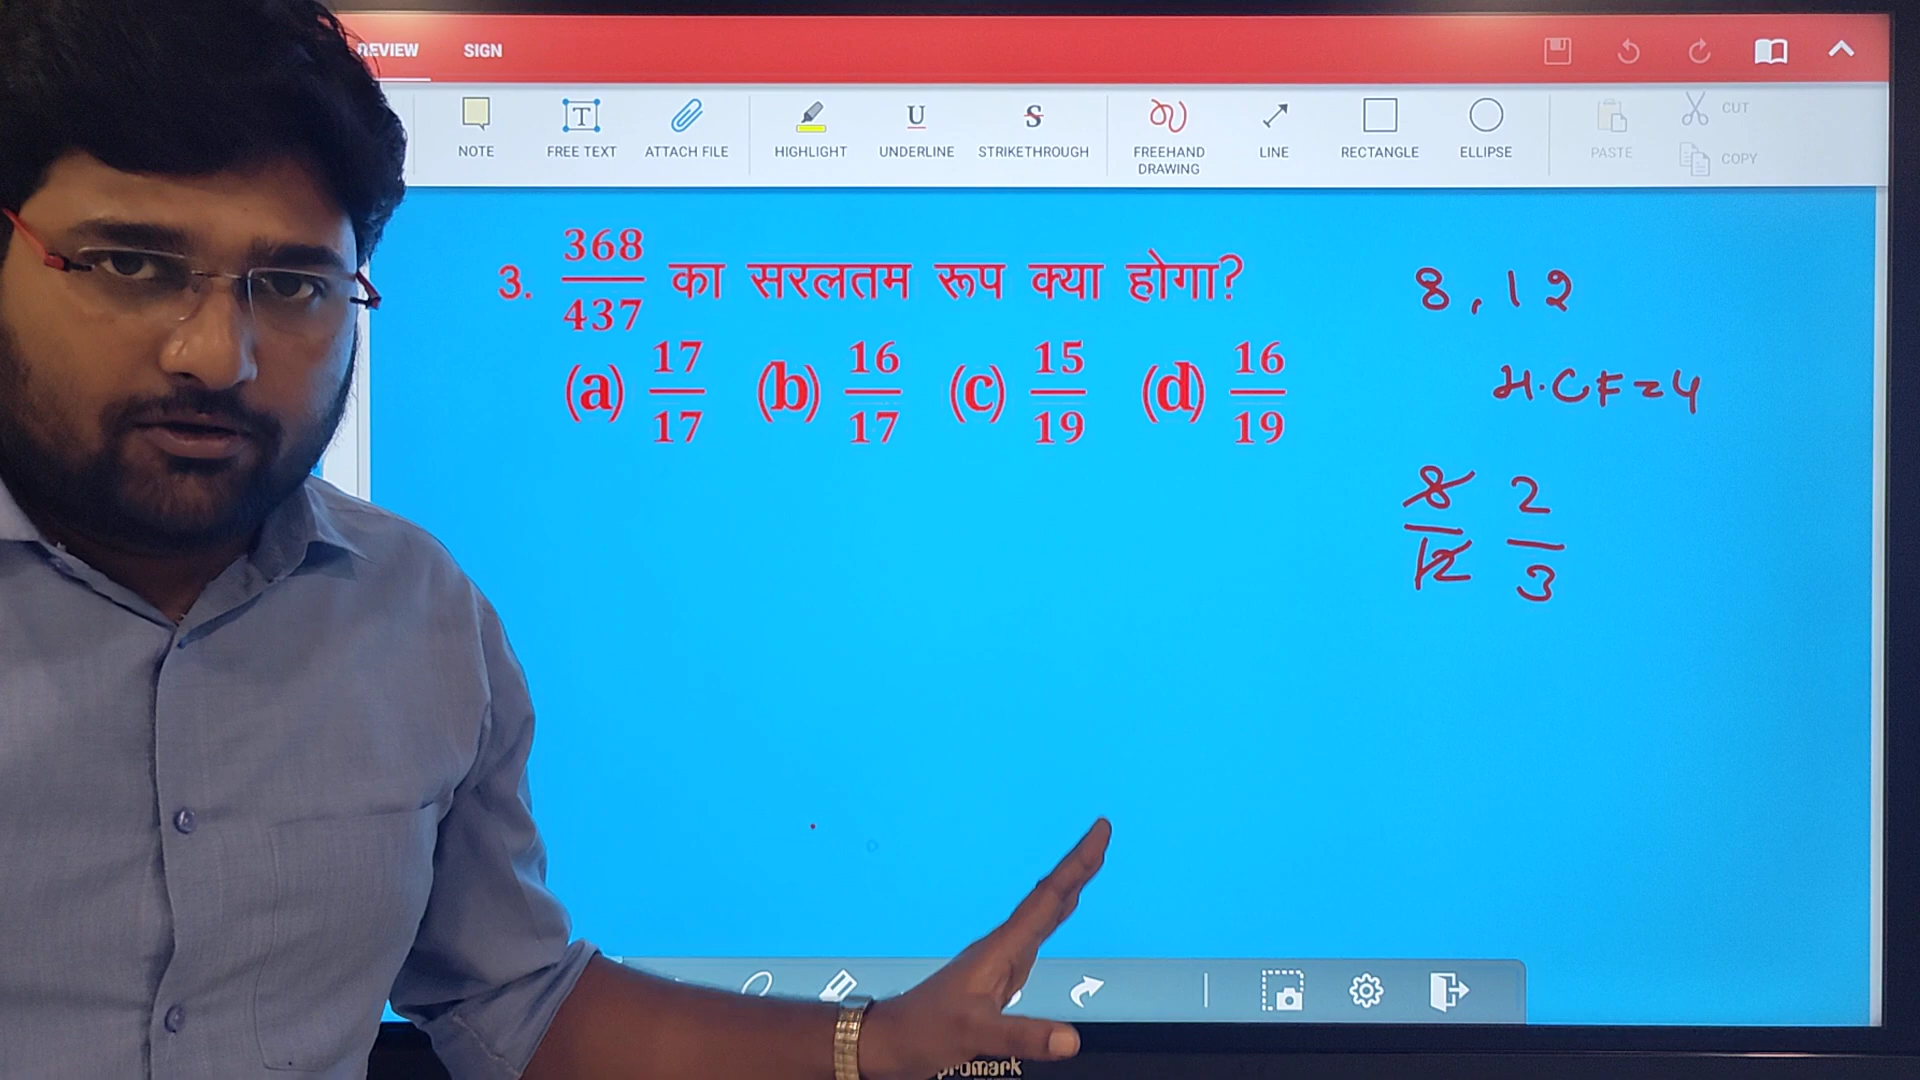 REVIEW SIGN
NOTE FREE TEXT ATTACH FILE HIGHLIGHT UNDERLINE STRIKETHROUGH FREEHAND DRAWING LINE RECTANGLE ELLIPSE PASTE CUT
COPY
3. 368/437 का सरलतम रूप क्या होगा?
(a) 17/17 (b) 16/17 (c) 15/19 (d) 16/19
8, 12
H.C.F = 4
8/12 2/3
promark